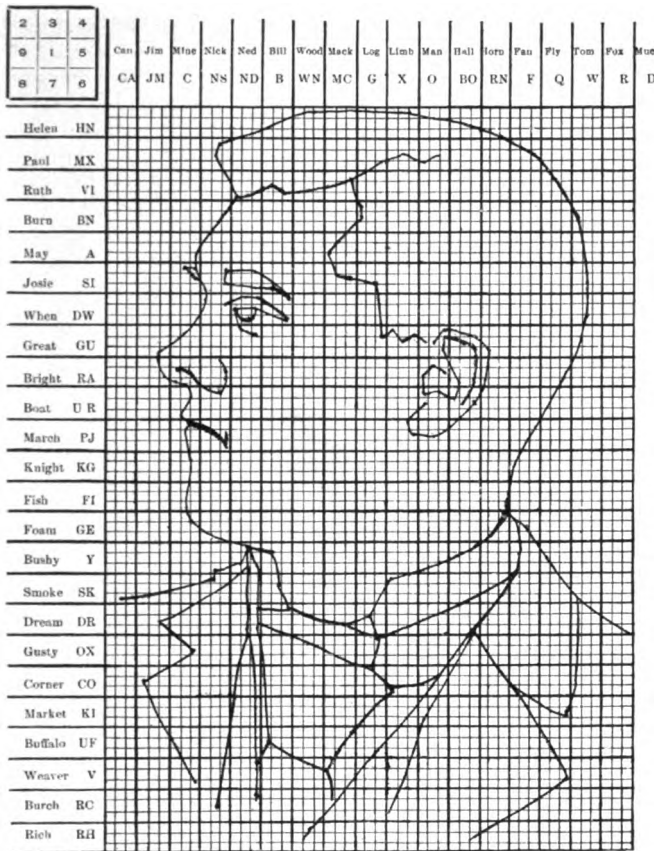 2 3 4
9 1 5
8 7 6
Can Jim Mine Nick Ned Bill Wood Mack Log Limb Man Hall Horn Fan Fly Tom Fox Mue
CA JM C NS ND B WN MC G X O BO RN F Q W R D
Helen HN
Paul MX
Ruth VI
Burn BN
May A
Josie SI
When DW
Great GU
Bright RA
Boat UR
March PJ
Knight KG
Fish FI
Foam GE
Bushy Y
Smoke SK
Dream DR
Gusty OX
Corner CO
Market KI
Buffalo UF
Weaver V
Burch RC
Rich RH